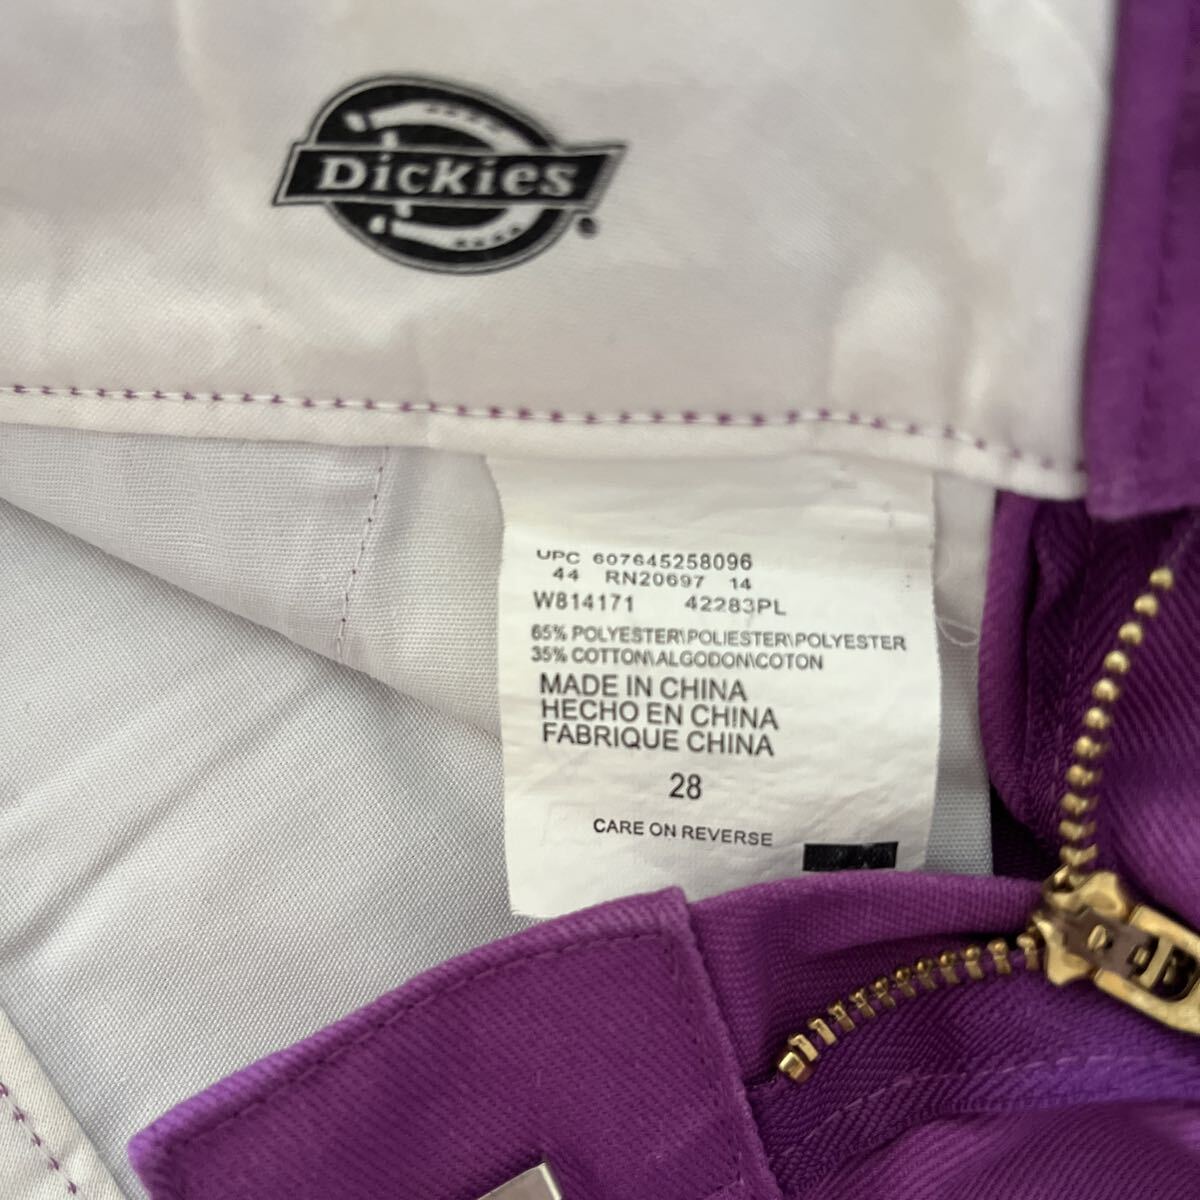 Dickies
UPC 607645258096
44 RN20697 14
W814171 42283PL
65% POLYESTER\POLIESTER\POLYESTER
35% COTTON\ALGODON\COTON
MADE IN CHINA
HECHO EN CHINA
FABRIQUE CHINA
28
CARE ON REVERSE